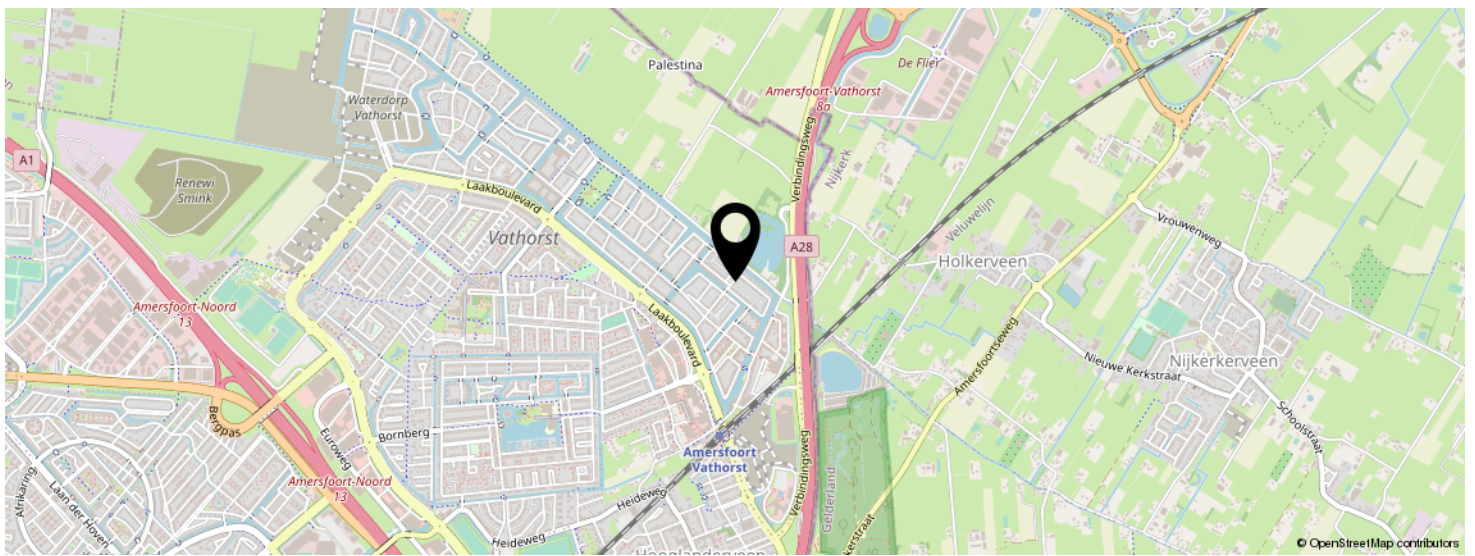 Palestina
De Flier
Amersfoort-Vathorst
8a
Waterdorp
Vathorst
Verbindingsweg
Nijkerk
A1
Renewi
Smink
Laakboulevard
Vrouwenweg
Veluwelijn
Vathorst
A28
Holkerveen
Amersfoort-Noord
13
Laakboulevard
Amersfoortseweg
Nieuwe Kerkstraat
Nijkerkerveen
Bergpas
Euroweg
Bornberg
Schoolstraat
Amersfoort
Vathorst
Verbindingsweg
Afrikaring
Laan der Hoven
Amersfoort-Noord
13
Heideweg
Gelderland
Heideweg
Hooglanderveen
kerstraat
© OpenStreetMap contributors